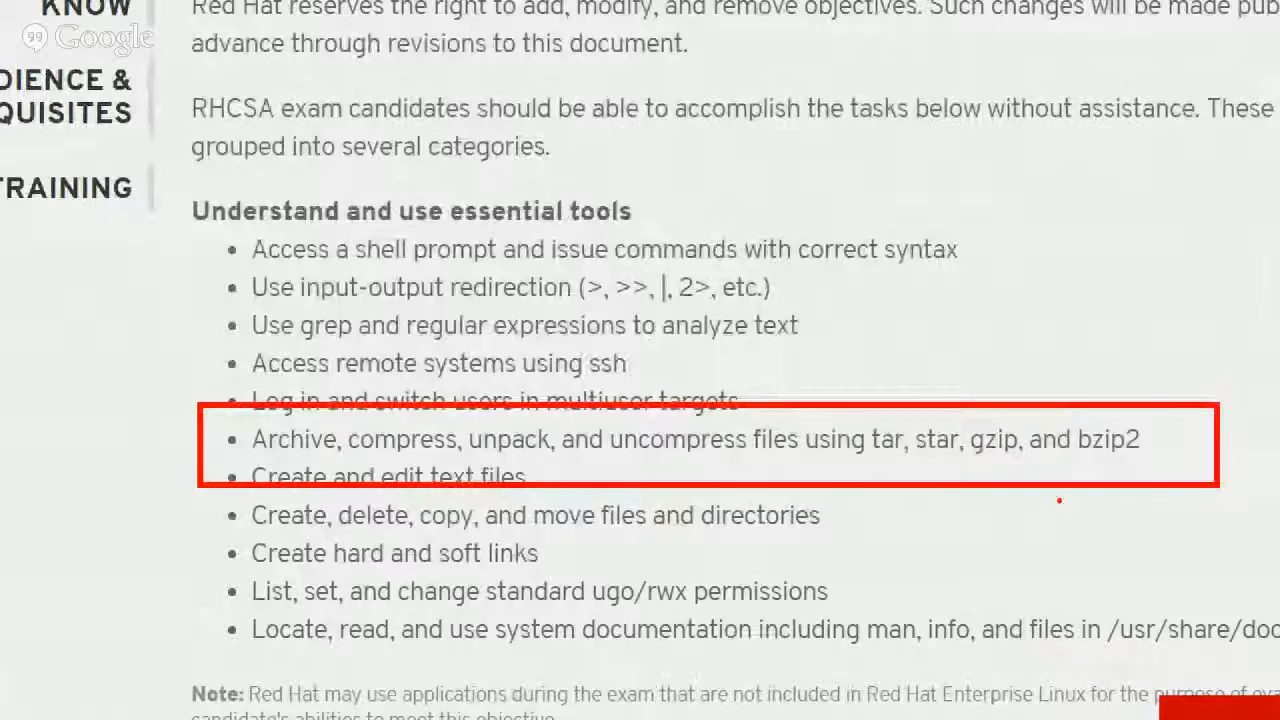 KNOW
Google
DIENCE &
QUISITES
TRAINING
Red Hat reserves the right to add, modify, and remove objectives. Such changes will be made pub
advance through revisions to this document.
RHCSA exam candidates should be able to accomplish the tasks below without assistance. These
grouped into several categories.
Understand and use essential tools
• Access a shell prompt and issue commands with correct syntax
• Use input-output redirection (>, >>, |, 2>, etc.)
• Use grep and regular expressions to analyze text
• Access remote systems using ssh
• Log in and switch users in multiuser targets
• Archive, compress, unpack, and uncompress files using tar, star, gzip, and bzip2
• Create and edit text files
• Create, delete, copy, and move files and directories
• Create hard and soft links
• List, set, and change standard ugo/rwx permissions
• Locate, read, and use system documentation including man, info, and files in /usr/share/doc
Note: Red Hat may use applications during the exam that are not included in Red Hat Enterprise Linux for the purpose of eva
candidate's abilities to meet this objective.